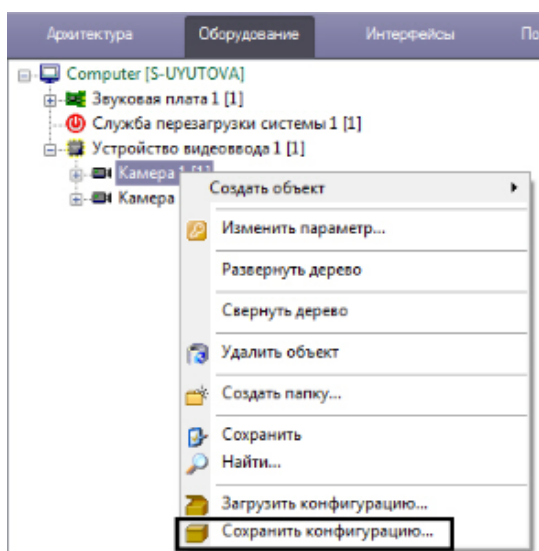 Архитектура Оборудование Интерфейсы
Computer [S-UYUTOVA]
Звуковая плата 1 [1]
Служба перезагрузки системы 1 [1]
Устройство видеоввода 1 [1]
Камера 1 [1]
Камера
Создать объект
Изменить параметр...
Развернуть дерево
Свернуть дерево
Удалить объект
Создать папку...
Сохранить
Найти...
Загрузить конфигурацию...
Сохранить конфигурацию...